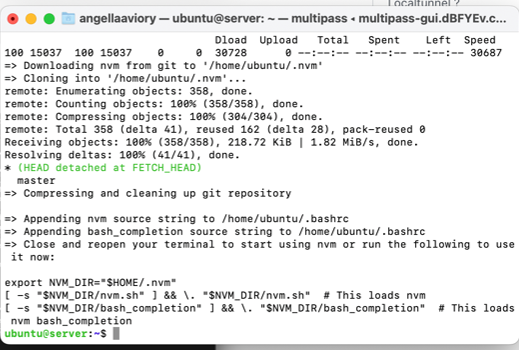 Localtunnel ?
angellaaviory — ubuntu@server: ~ — multipass ◂ multipass-gui.dBFYEv.c...
Dload  Upload   Total   Spent    Left  Speed
100 15037  100 15037    0     0  30728      0 --:--:-- --:--:-- --:--:-- 30687
=> Downloading nvm from git to '/home/ubuntu/.nvm'
=> Cloning into '/home/ubuntu/.nvm'...
remote: Enumerating objects: 358, done.
remote: Counting objects: 100% (358/358), done.
remote: Compressing objects: 100% (304/304), done.
remote: Total 358 (delta 41), reused 162 (delta 28), pack-reused 0
Receiving objects: 100% (358/358), 218.72 KiB | 1.82 MiB/s, done.
Resolving deltas: 100% (41/41), done.
* (HEAD detached at FETCH_HEAD)
  master
=> Compressing and cleaning up git repository

=> Appending nvm source string to /home/ubuntu/.bashrc
=> Appending bash_completion source string to /home/ubuntu/.bashrc
=> Close and reopen your terminal to start using nvm or run the following to use
 it now:

export NVM_DIR="$HOME/.nvm"
[ -s "$NVM_DIR/nvm.sh" ] && \. "$NVM_DIR/nvm.sh"  # This loads nvm
[ -s "$NVM_DIR/bash_completion" ] && \. "$NVM_DIR/bash_completion"  # This loads
 nvm bash_completion
ubuntu@server:~$